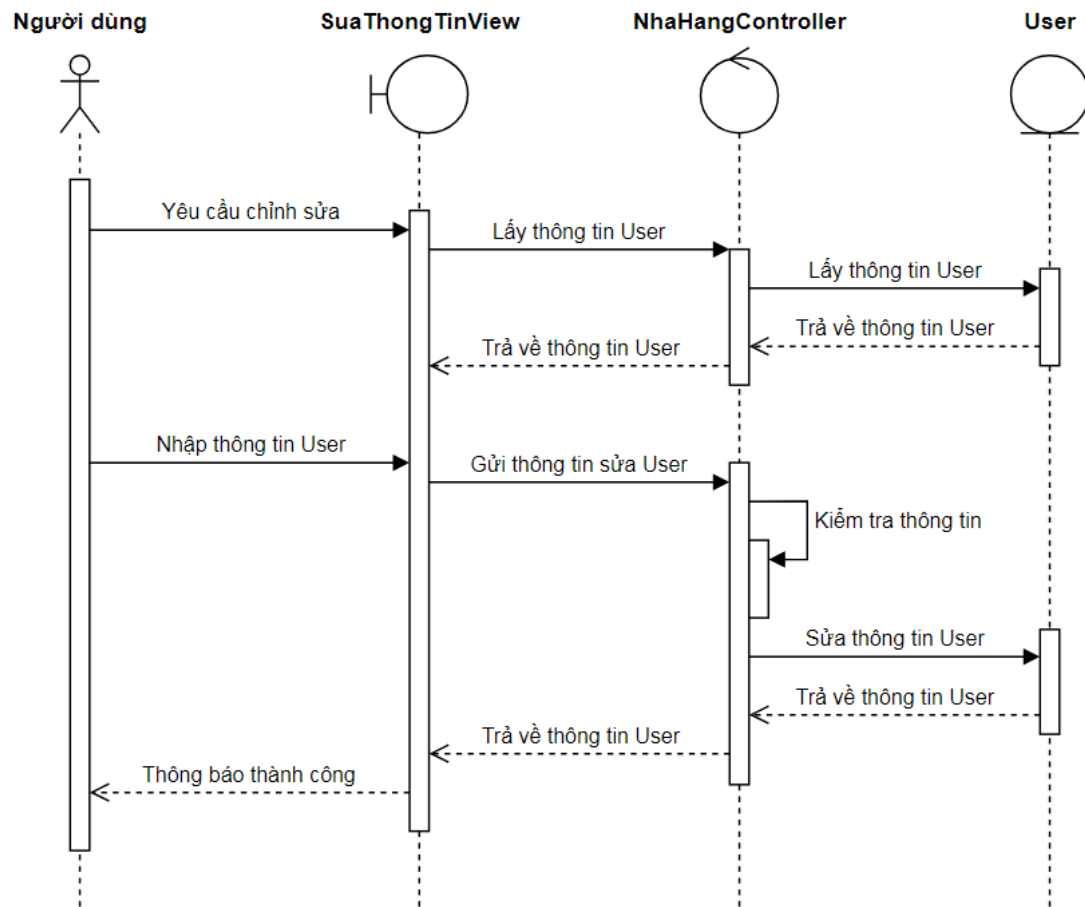 Người dùng
SuaThongTinView
NhaHangController
User
Yêu cầu chỉnh sửa
Lấy thông tin User
Lấy thông tin User
Trả về thông tin User
Trả về thông tin User
Nhập thông tin User
Gửi thông tin sửa User
Kiểm tra thông tin
Sửa thông tin User
Trả về thông tin User
Trả về thông tin User
Thông báo thành công